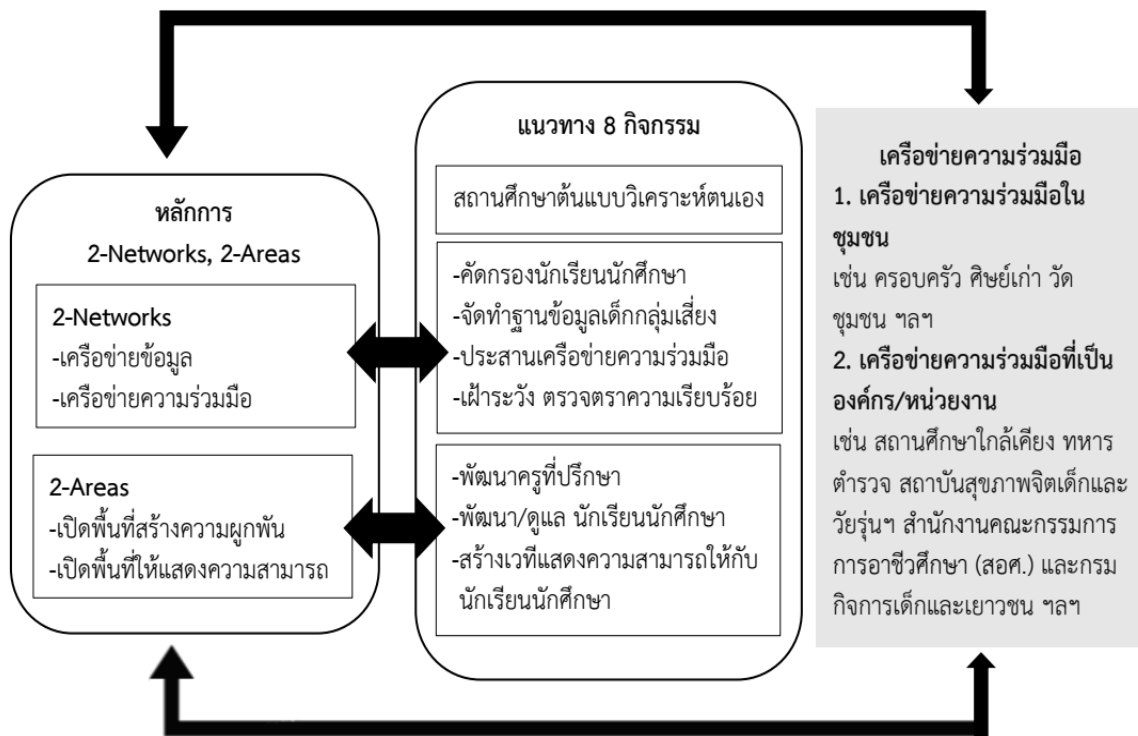 หลักการ
2-Networks, 2-Areas
2-Networks
-เครือข่ายข้อมูล
-เครือข่ายความร่วมมือ
2-Areas
-เปิดพื้นที่สร้างความผูกพัน
-เปิดพื้นที่ให้แสดงความสามารถ
แนวทาง 8 กิจกรรม
สถานศึกษาต้นแบบวิเคราะห์ตนเอง
-คัดกรองนักเรียนนักศึกษา
-จัดทำฐานข้อมูลเด็กกลุ่มเสี่ยง
-ประสานเครือข่ายความร่วมมือ
-เฝ้าระวัง ตรวจตราความเรียบร้อย
-พัฒนาครูที่ปรึกษา
-พัฒนา/ดูแล นักเรียนนักศึกษา
-สร้างเวทีแสดงความสามารถให้กับ
นักเรียนนักศึกษา
เครือข่ายความร่วมมือ
1. เครือข่ายความร่วมมือใน
ชุมชน
เช่น ครอบครัว ศิษย์เก่า วัด
ชุมชน ฯลฯ
2. เครือข่ายความร่วมมือที่เป็น
องค์กร/หน่วยงาน
เช่น สถานศึกษาใกล้เคียง ทหาร
ตำรวจ สถาบันสุขภาพจิตเด็กและ
วัยรุ่นฯ สำนักงานคณะกรรมการ
การอาชีวศึกษา (สอศ.) และกรม
กิจการเด็กและเยาวชน ฯลฯ